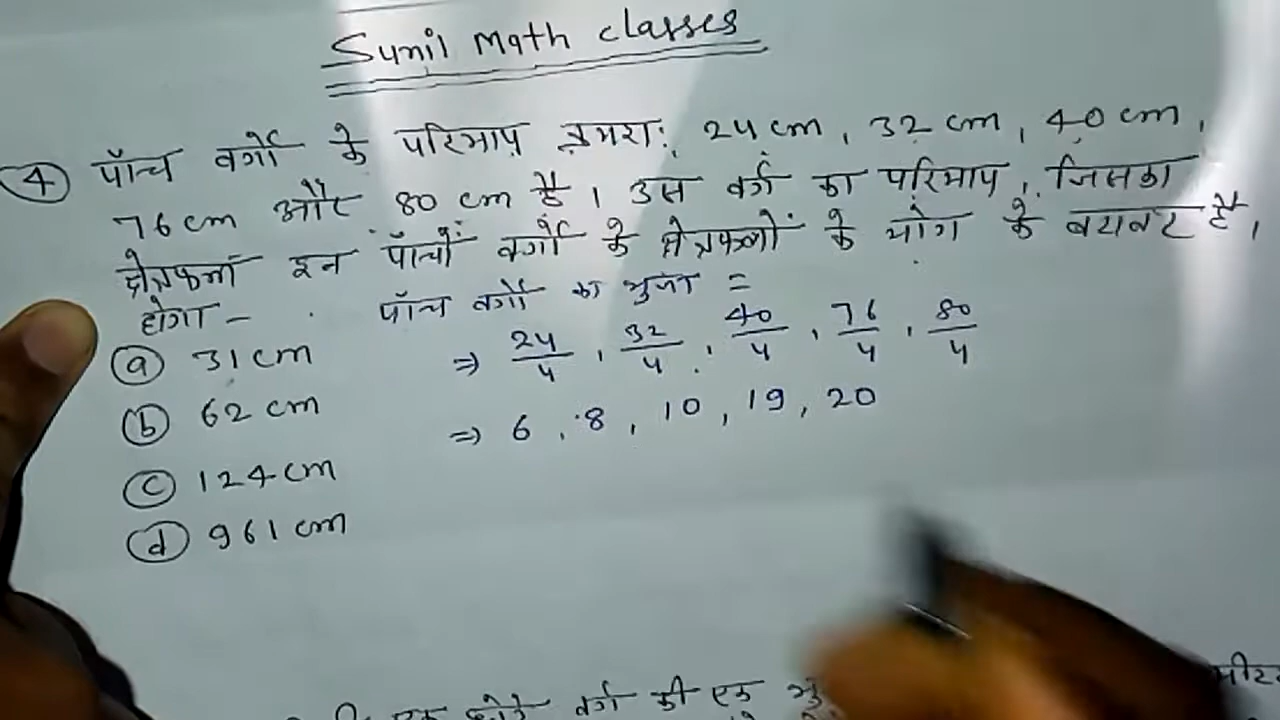 Sunil Math classes
④ पाँच वर्गो के परिमाप क्रमश: 24 cm, 32 cm, 40 cm,
76 cm और 80 cm है। उस वर्ग का परिमाप, जिसका
क्षेत्रफल इन पाँचों वर्गो के क्षेत्रफलों के योग के बराबर है,
होगा -
पाँच वर्गो का भुजा =
ⓐ 31 cm
⇒ 24/4, 32/4, 40/4, 76/4, 80/4
ⓑ 62 cm
⇒ 6, 8, 10, 19, 20
ⓒ 124 cm
ⓓ 961 cm
वर्ग की एक